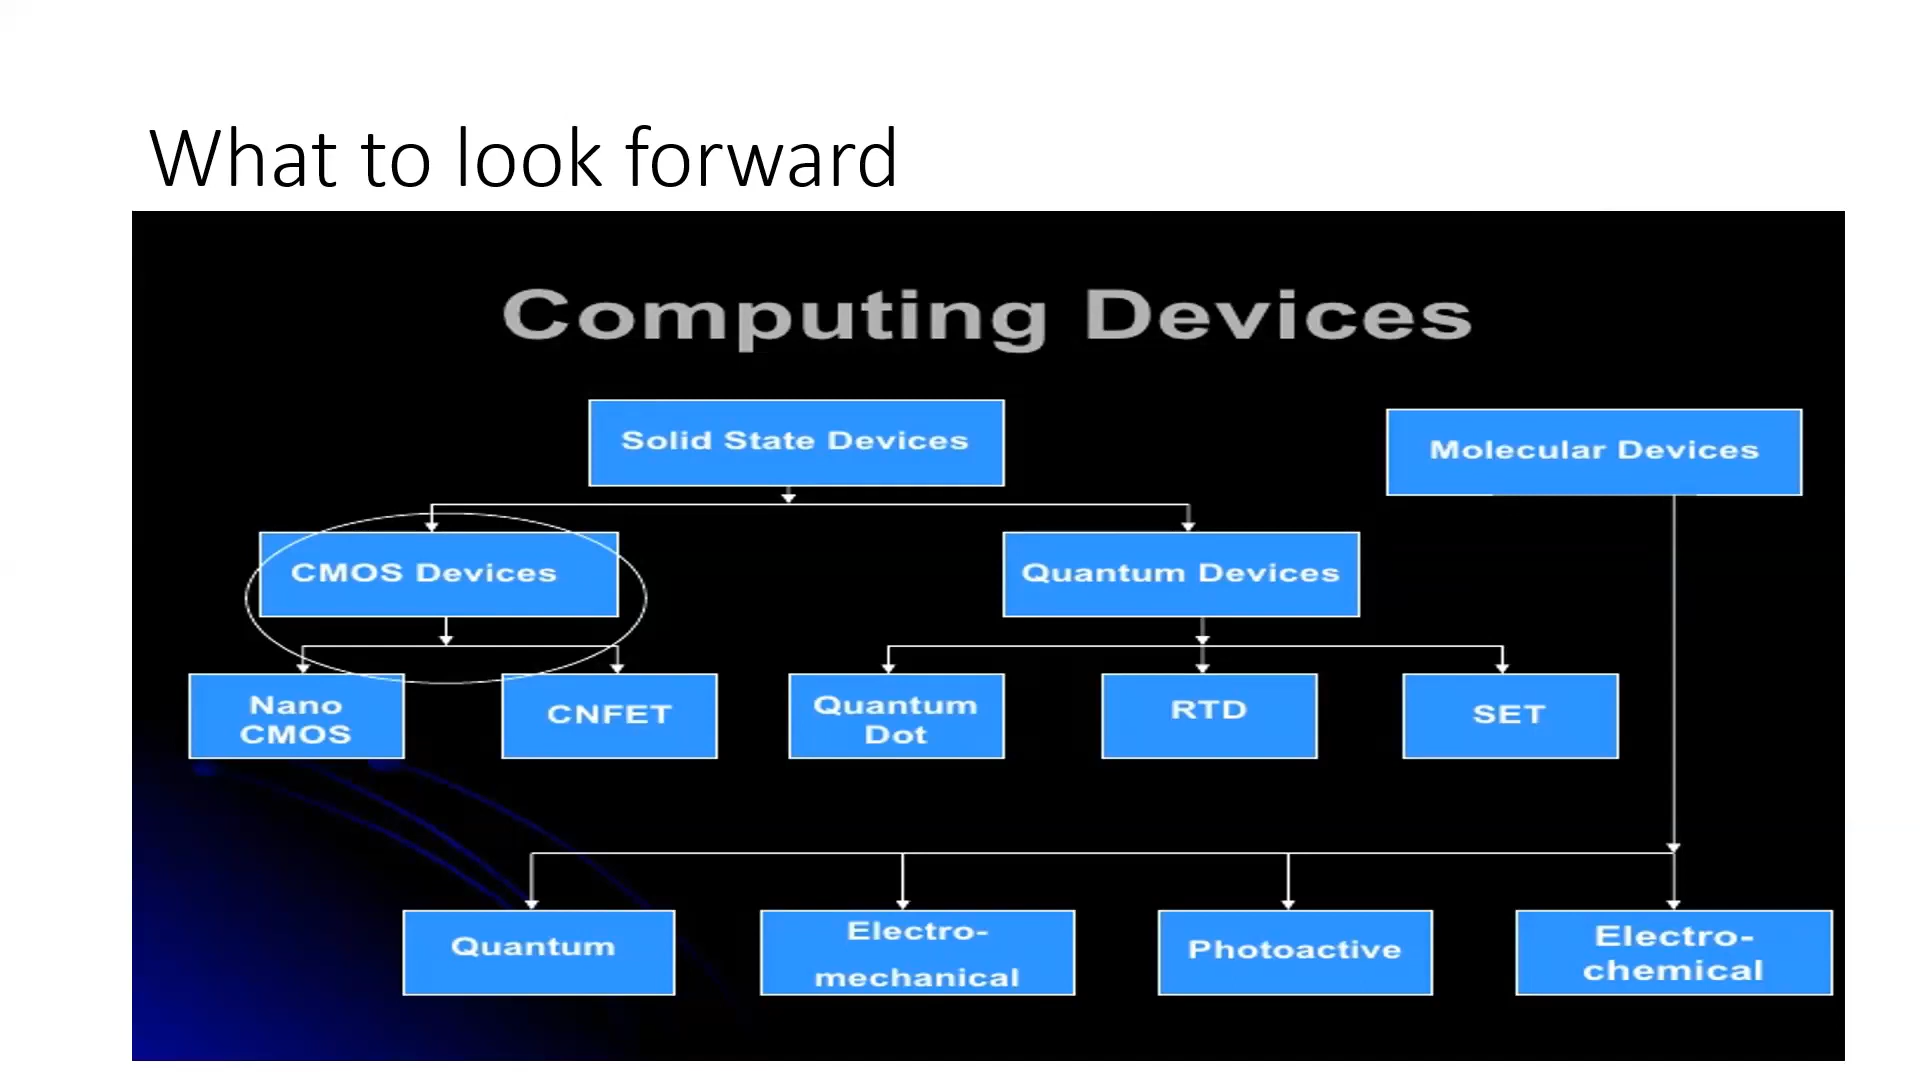 What to look forward
Computing Devices
Solid State Devices
Molecular Devices
CMOS Devices
Quantum Devices
Nano
CMOS
CNFET
Quantum
Dot
RTD
SET
Quantum
Electro-
mechanical
Photoactive
Electro-
chemical